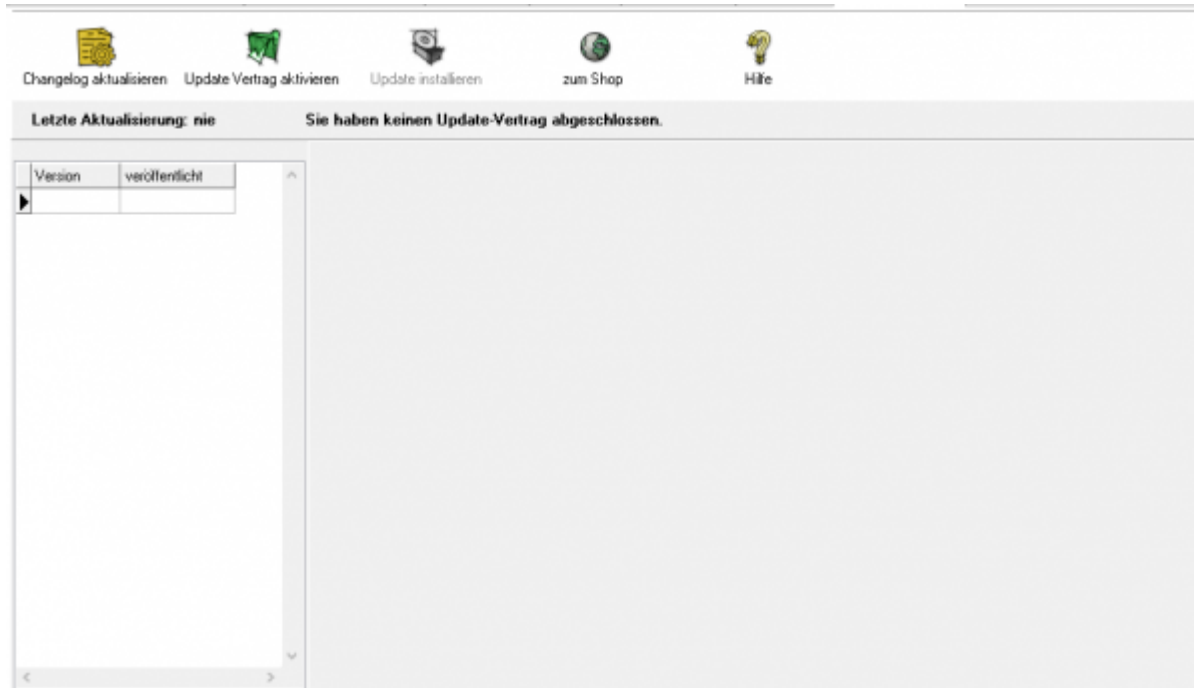 Changelog aktualisieren Update Vertrag aktivieren Update installieren zum Shop Hilfe
Letzte Aktualisierung: nie Sie haben keinen Update-Vertrag abgeschlossen.
Version veröffentlicht